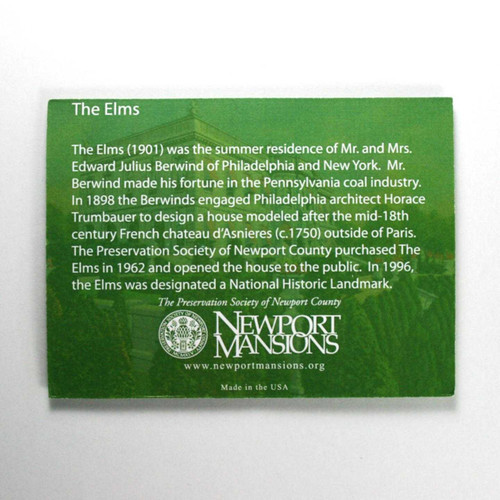 The Elms
The Elms (1901) was the summer residence of Mr. and Mrs.
Edward Julius Berwind of Philadelphia and New York. Mr.
Berwind made his fortune in the Pennsylvania coal industry.
In 1898 the Berwinds engaged Philadelphia architect Horace
Trumbauer to design a house modeled after the mid-18th
century French chateau d'Asnieres (c.1750) outside of Paris.
The Preservation Society of Newport County purchased The
Elms in 1962 and opened the house to the public. In 1996,
the Elms was designated a National Historic Landmark.
The Preservation Society of Newport County
NEWPORT
MANSIONS
www.newportmansions.org
Made in the USA